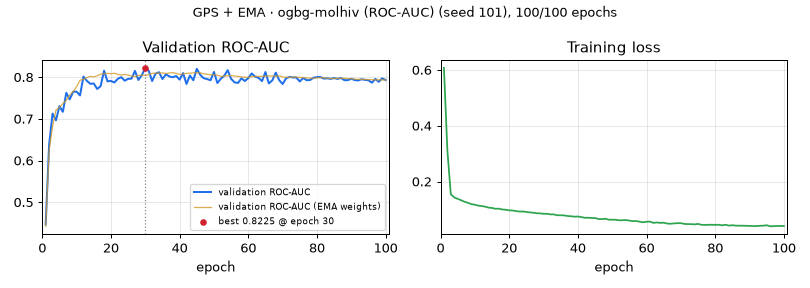 GPS + EMA · ogbg-molhiv (ROC-AUC) (seed 101), 100/100 epochs
Validation ROC-AUC
0.8
0.7
0.6
0.5
0
20
40
60
80
100
epoch
validation ROC-AUC
validation ROC-AUC (EMA weights)
best 0.8225 @ epoch 30
Training loss
0.6
0.4
0.2
0
20
40
60
80
100
epoch